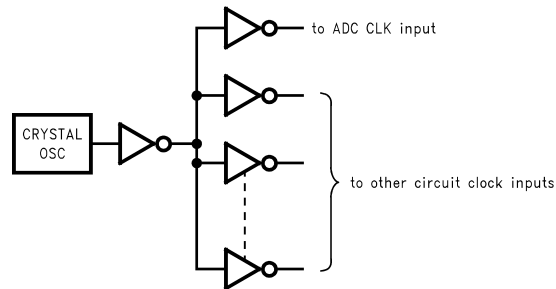 to ADC CLK input
CRYSTAL
OSC
to other circuit clock inputs